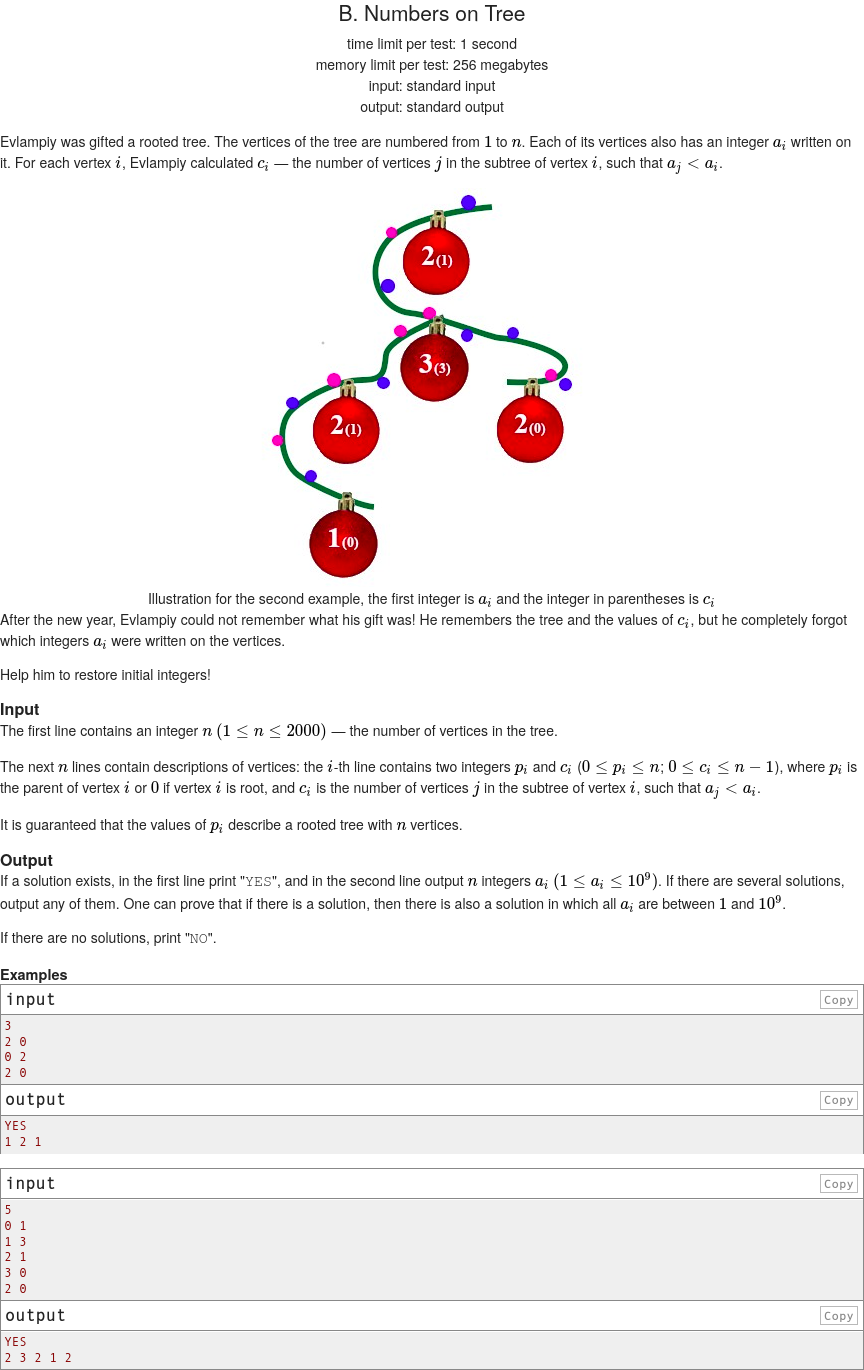 B. Numbers on Tree
time limit per test: 1 second
memory limit per test: 256 megabytes
input: standard input
output: standard output
Evlampiy was gifted a rooted tree. The vertices of the tree are numbered from 1 to n. Each of its vertices also has an integer a_i written on
it. For each vertex i, Evlampiy calculated c_i — the number of vertices j in the subtree of vertex i, such that a_j < a_i.
2(1)
3(3)
2(1)
2(0)
1(0)
Illustration for the second example, the first integer is a_i and the integer in parentheses is c_i
After the new year, Evlampiy could not remember what his gift was! He remembers the tree and the values of c_i, but he completely forgot
which integers a_i were written on the vertices.
Help him to restore initial integers!
Input
The first line contains an integer n (1 ≤ n ≤ 2000) — the number of vertices in the tree.
The next n lines contain descriptions of vertices: the i-th line contains two integers p_i and c_i (0 ≤ p_i ≤ n; 0 ≤ c_i ≤ n − 1), where p_i is
the parent of vertex i or 0 if vertex i is root, and c_i is the number of vertices j in the subtree of vertex i, such that a_j < a_i.
It is guaranteed that the values of p_i describe a rooted tree with n vertices.
Output
If a solution exists, in the first line print "YES", and in the second line output n integers a_i (1 ≤ a_i ≤ 10^9). If there are several solutions,
output any of them. One can prove that if there is a solution, then there is also a solution in which all a_i are between 1 and 10^9.
If there are no solutions, print "NO".
Examples
input Copy
3
2 0
0 2
2 0
output Copy
YES
1 2 1
input Copy
5
0 1
1 3
2 1
3 0
2 0
output Copy
YES
2 3 2 1 2